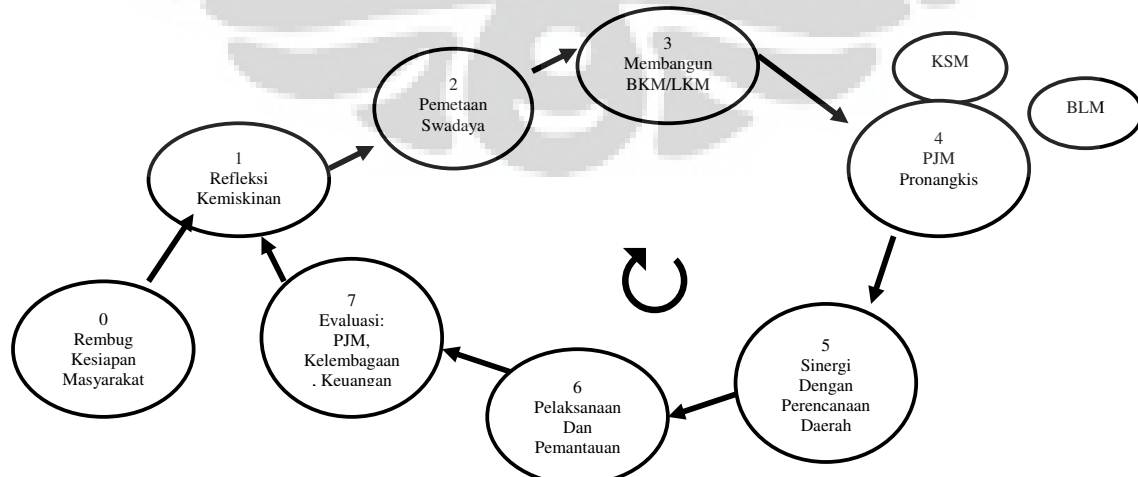 0
Rembug
Kesiapan
Masyarakat
1
Refleksi
Kemiskinan
2
Pemetaan
Swadaya
3
Membangun
BKM/LKM
KSM
BLM
4
PJM
Pronangkis
5
Sinergi
Dengan
Perencanaan
Daerah
6
Pelaksanaan
Dan
Pemantauan
7
Evaluasi:
PJM,
Kelembagaan
, Keuangan